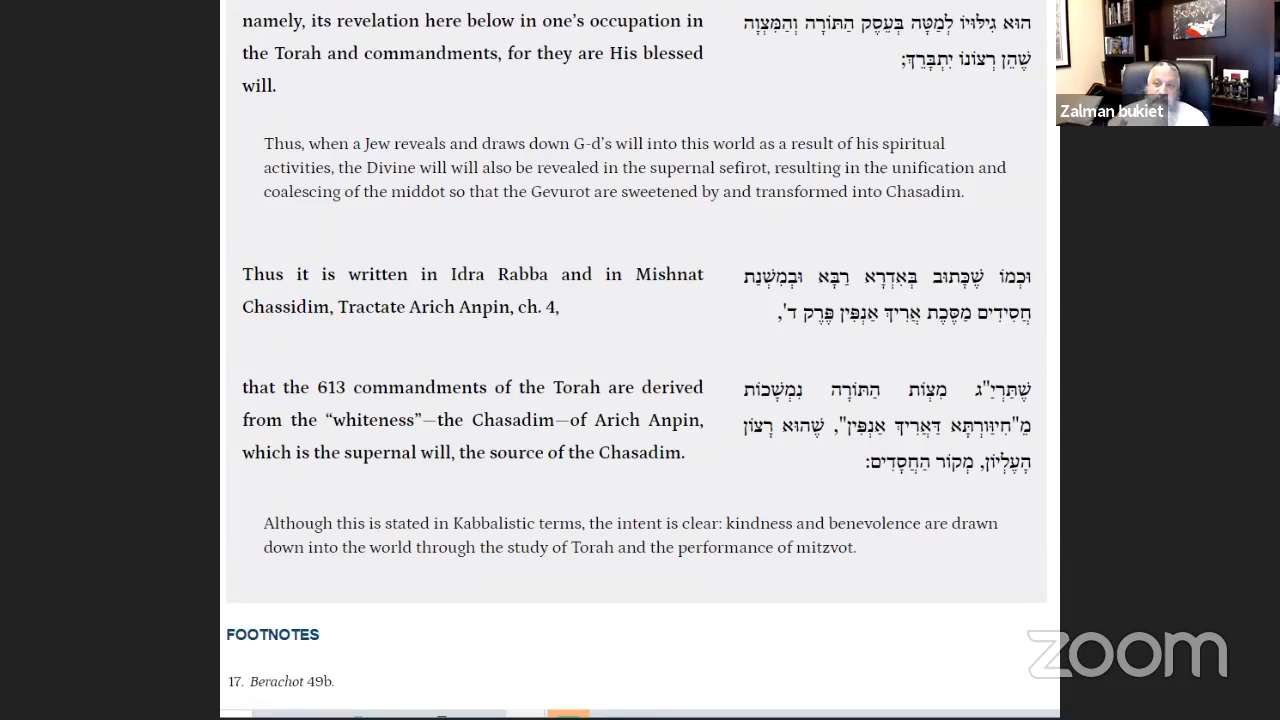 namely, its revelation here below in one's occupation in
the Torah and commandments, for they are His blessed
will.
הוּא גִילּוּיוֹ לְמַטָּה בְּעֵסֶק הַתּוֹרָה וְהַמִּצְוָה
שֶׁהֵן רְצוֹנוֹ יִתְבָּרֵךְ;
Zalman bukiet
Thus, when a Jew reveals and draws down G-d's will into this world as a result of his spiritual
activities, the Divine will will also be revealed in the supernal sefirot, resulting in the unification and
coalescing of the middot so that the Gevurot are sweetened by and transformed into Chasadim.
Thus it is written in Idra Rabba and in Mishnat
Chassidim, Tractate Arich Anpin, ch. 4,
וּכְמוֹ שֶׁכָּתוּב בְּאִדְרָא רַבָּא וּבְמִשְׁנַת
חֲסִידִים מַסֶּכֶת אֲרִיךְ אַנְפִּין פֶּרֶק ד',
that the 613 commandments of the Torah are derived
from the “whiteness”—the Chasadim—of Arich Anpin,
which is the supernal will, the source of the Chasadim.
שֶׁתַּרְיַ"ג מִצְוֹת הַתּוֹרָה נִמְשָׁכוֹת
מֵ"חִיוַּורְתָּא דַּאֲרִיךְ אַנְפִּין", שֶׁהוּא רָצוֹן
הָעֶלְיוֹן, מְקוֹר הַחֲסָדִים:
Although this is stated in Kabbalistic terms, the intent is clear: kindness and benevolence are drawn
down into the world through the study of Torah and the performance of mitzvot.
FOOTNOTES
17. Berachot 49b.
zoom